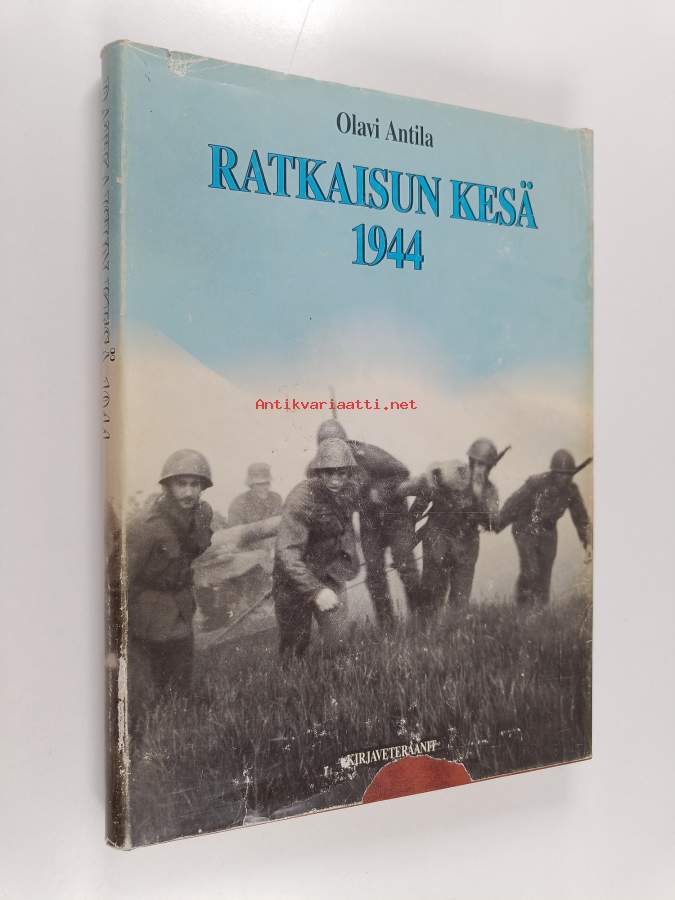 Olavi Antila
RATKAISUN KESÄ
1944
Antikvariaatti.net
KIRJAVETERAANIT